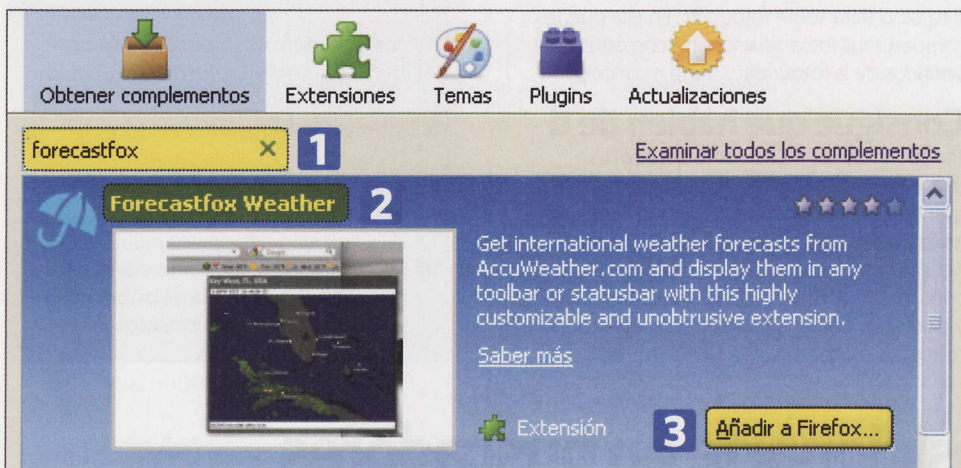 Obtener complementos
Extensiones
Temas
Plugins
Actualizaciones
forecastfox
1
Examinar todos los complementos
Forecastfox Weather
2
Get international weather forecasts from
AccuWeather.com and display them in any
toolbar or statusbar with this highly
customizable and unobtrusive extension.
Saber más
Extensión
3
Añadir a Firefox...